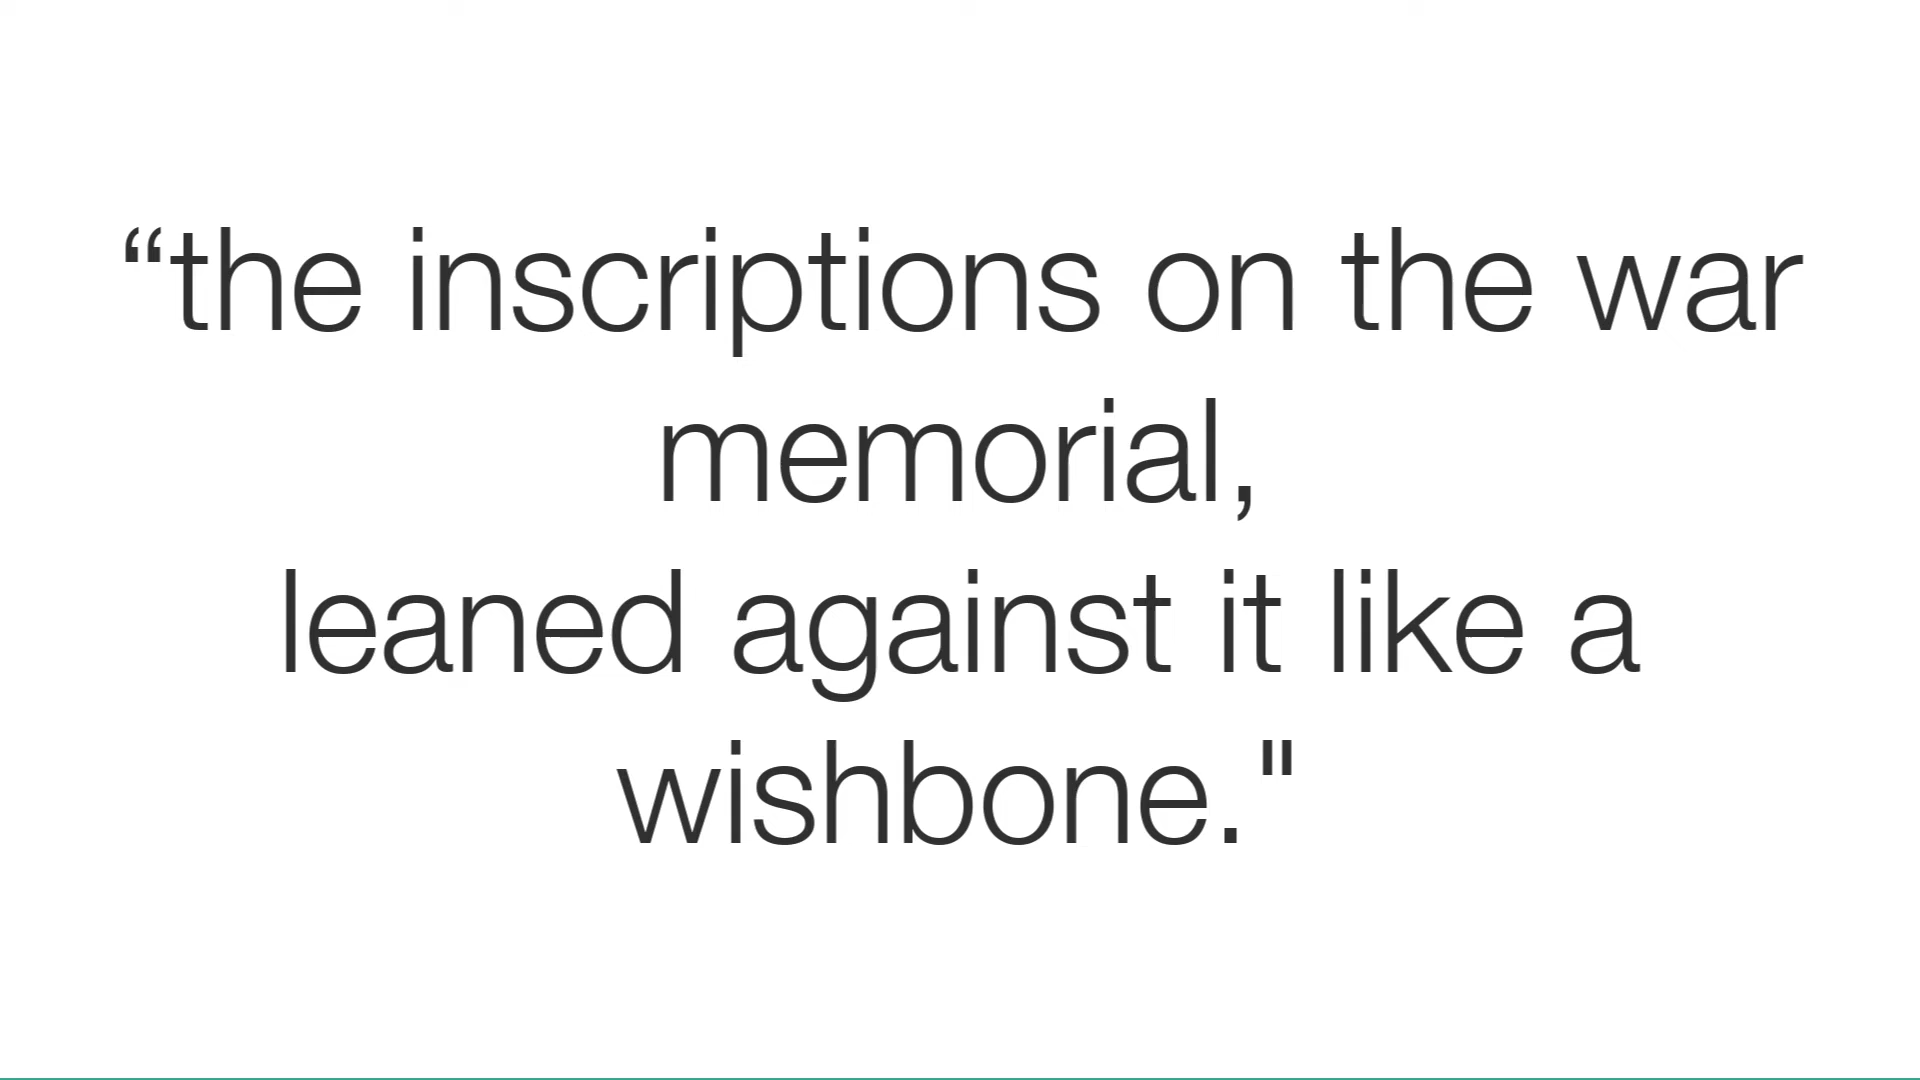 “the inscriptions on the war
memorial,
leaned against it like a
wishbone."